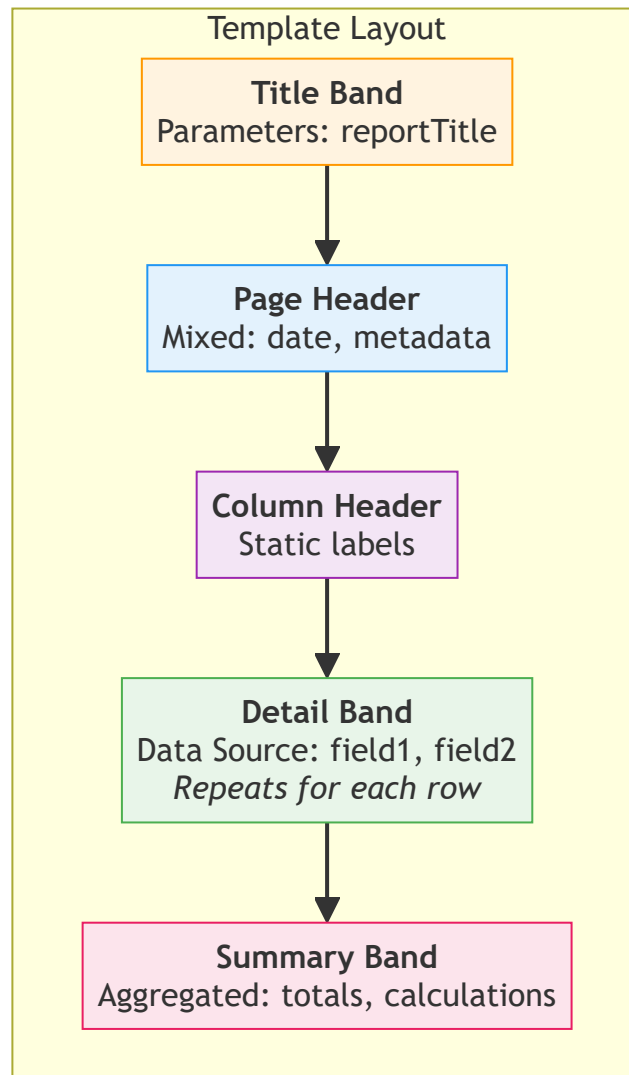 Template Layout
Title Band
Parameters: reportTitle
Page Header
Mixed: date, metadata
Column Header
Static labels
Detail Band
Data Source: field1, field2
Repeats for each row
Summary Band
Aggregated: totals, calculations